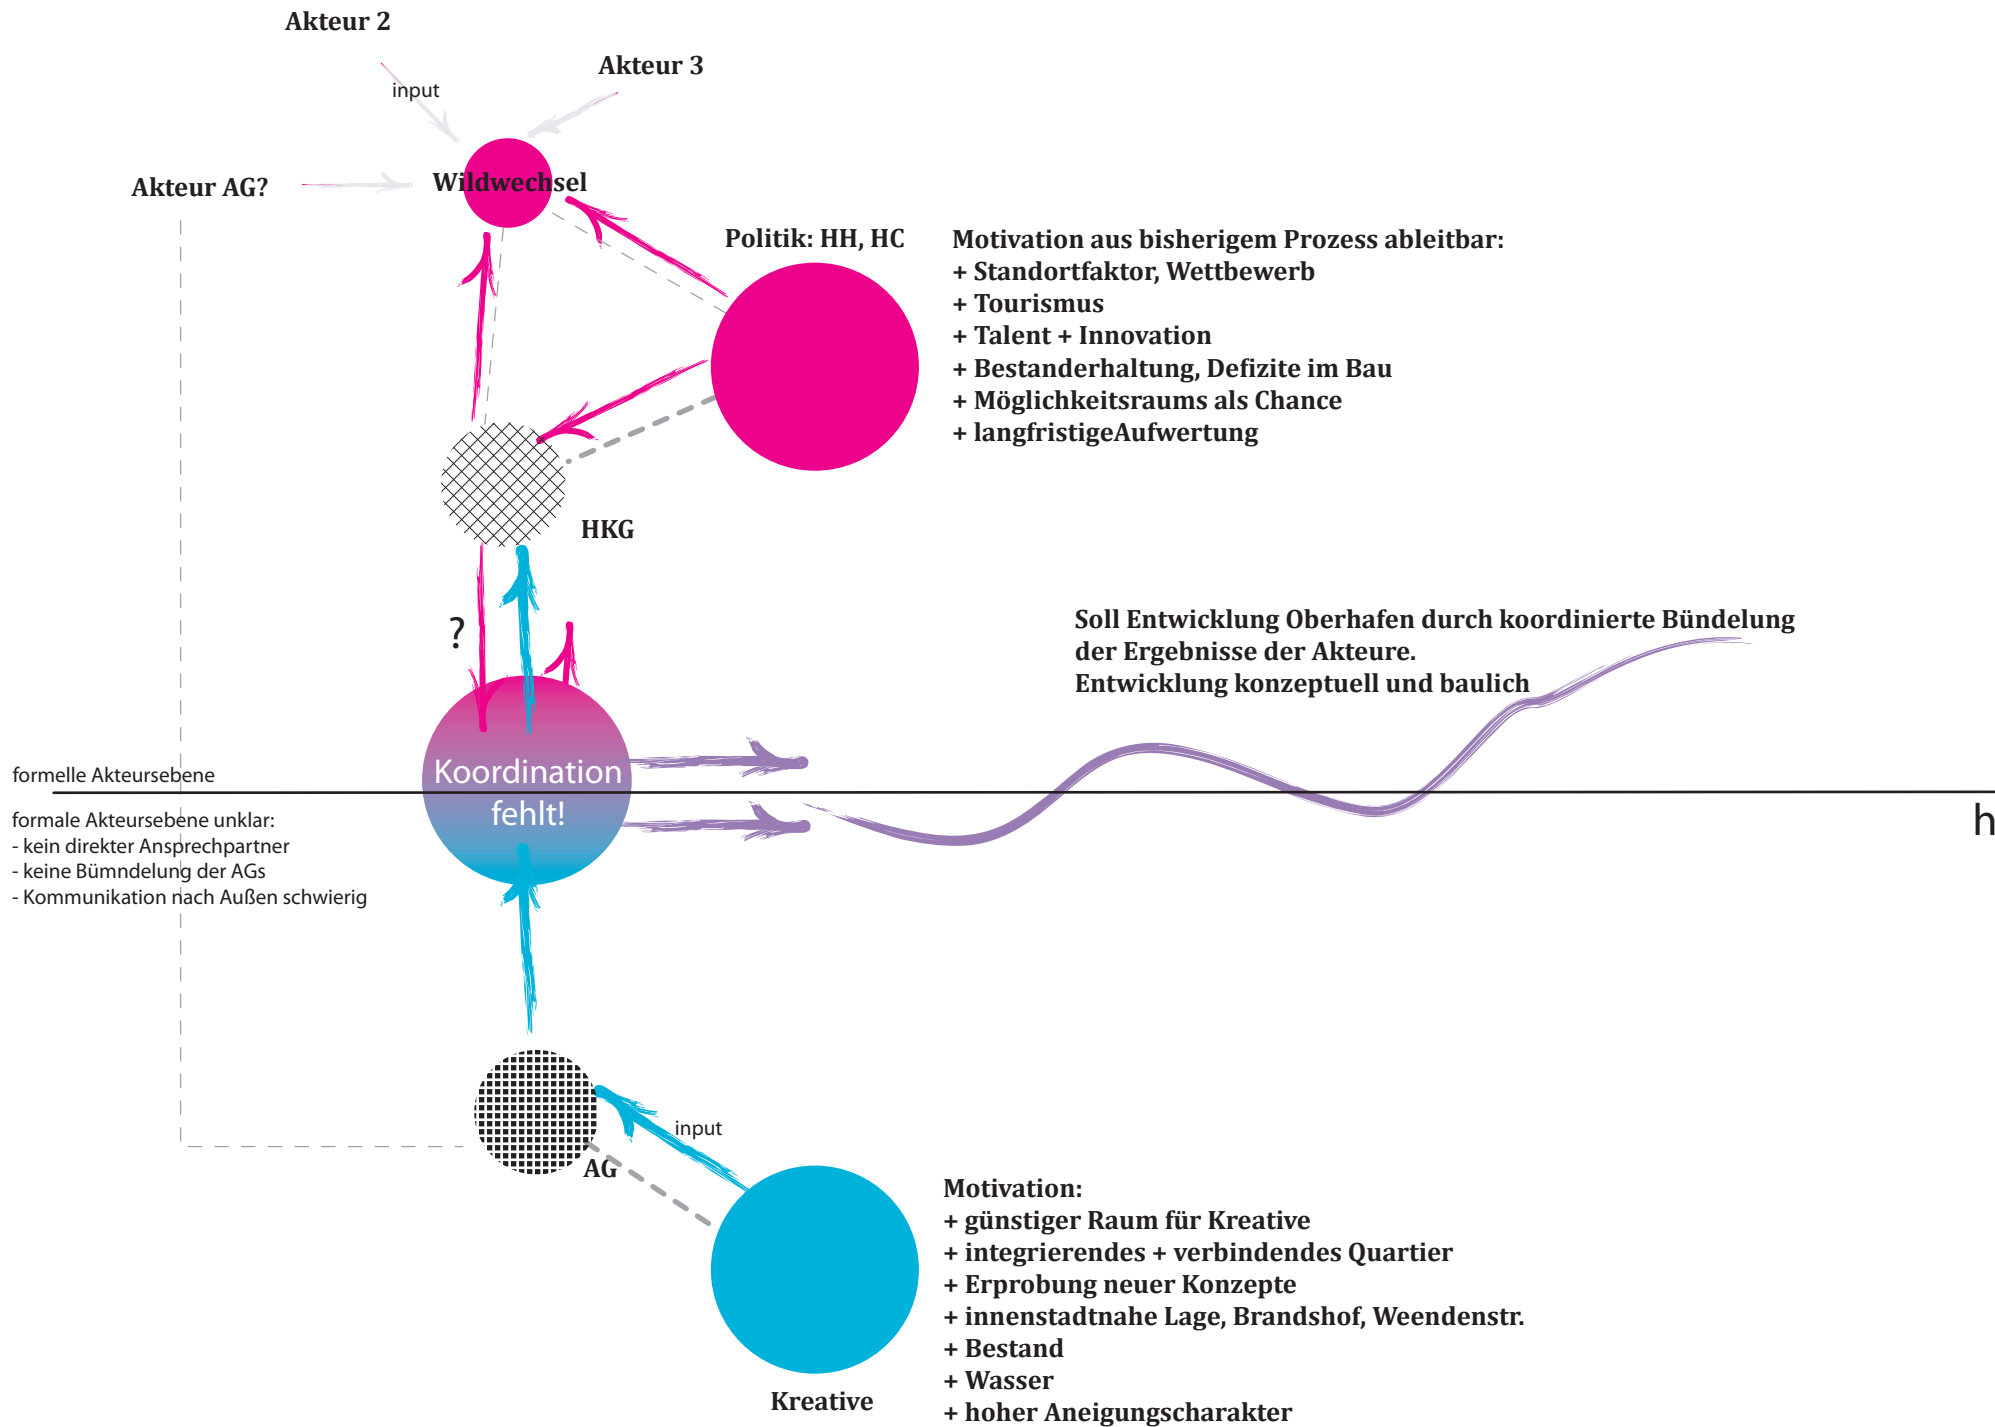 Akteur 2
Akteur 3
input
Akteur AG?
Wildwechsel
Politik: HH, HC
Motivation aus bisherigem Prozess ableitbar:
+ Standortfaktor, Wettbewerb
+ Tourismus
+ Talent + Innovation
+ Bestanderhaltung, Defizite im Bau
+ Möglichkeitsraums als Chance
+ langfristigeAufwertung
HKG
?
Soll Entwicklung Oberhafen durch koordinierte Bündelung
der Ergebnisse der Akteure.
Entwicklung konzeptuell und baulich
Koordination
fehlt!
formelle Akteursebene
formale Akteursebene unklar:
- kein direkter Ansprechpartner
- keine Bümndelung der AGs
- Kommunikation nach Außen schwierig
h
input
AG
Motivation:
+ günstiger Raum für Kreative
+ integrierendes + verbindendes Quartier
+ Erprobung neuer Konzepte
+ innenstadtnahe Lage, Brandshof, Weendenstr.
+ Bestand
+ Wasser
+ hoher Aneigungscharakter
Kreative